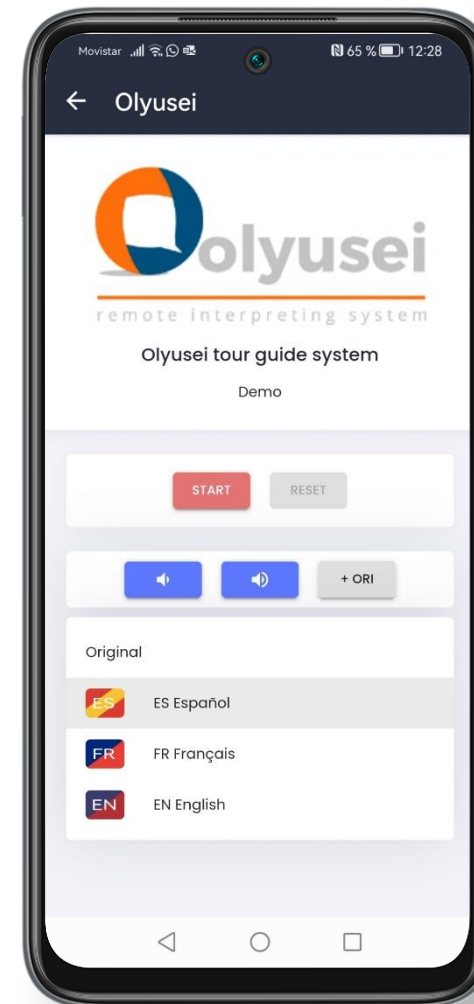 Movistar 65 % 12:28
Olyusei
olyusei
remote interpreting system
Olyusei tour guide system
Demo
START RESET
+ ORI
Original
ES ES Español
FR FR Français
EN EN English